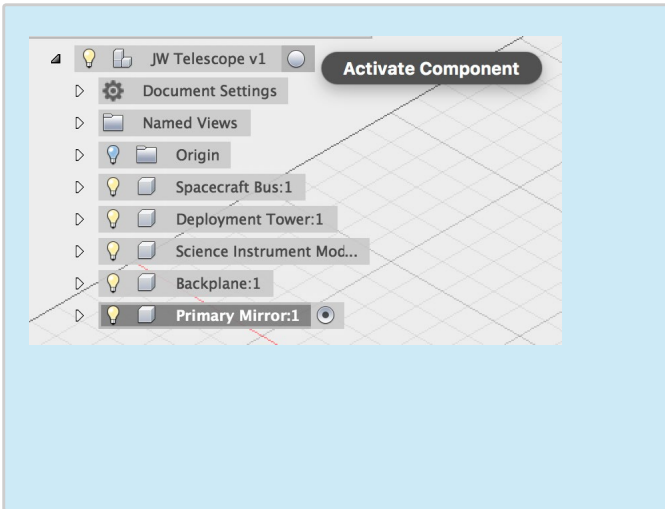 JW Telescope v1
Activate Component
Document Settings
Named Views
Origin
Spacecraft Bus:1
Deployment Tower:1
Science Instrument Mod...
Backplane:1
Primary Mirror:1